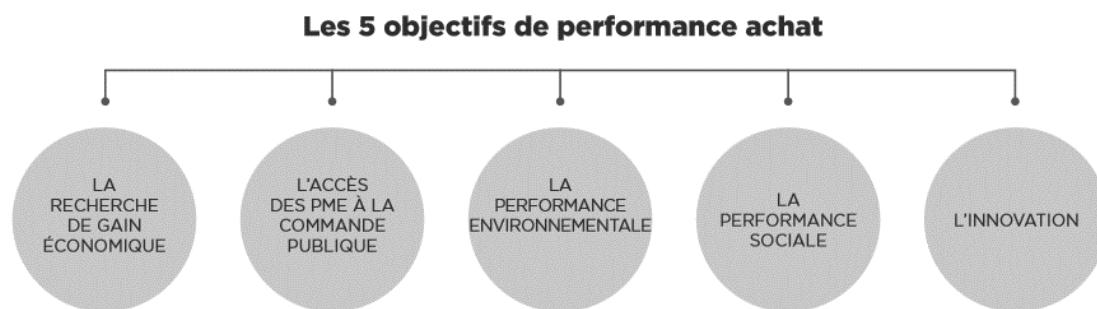 Les 5 objectifs de performance achat
LA
RECHERCHE
DE GAIN
ÉCONOMIQUE
L'ACCÈS
DES PME À LA
COMMANDE
PUBLIQUE
LA
PERFORMANCE
ENVIRONNEMENTALE
LA
PERFORMANCE
SOCIALE
L'INNOVATION